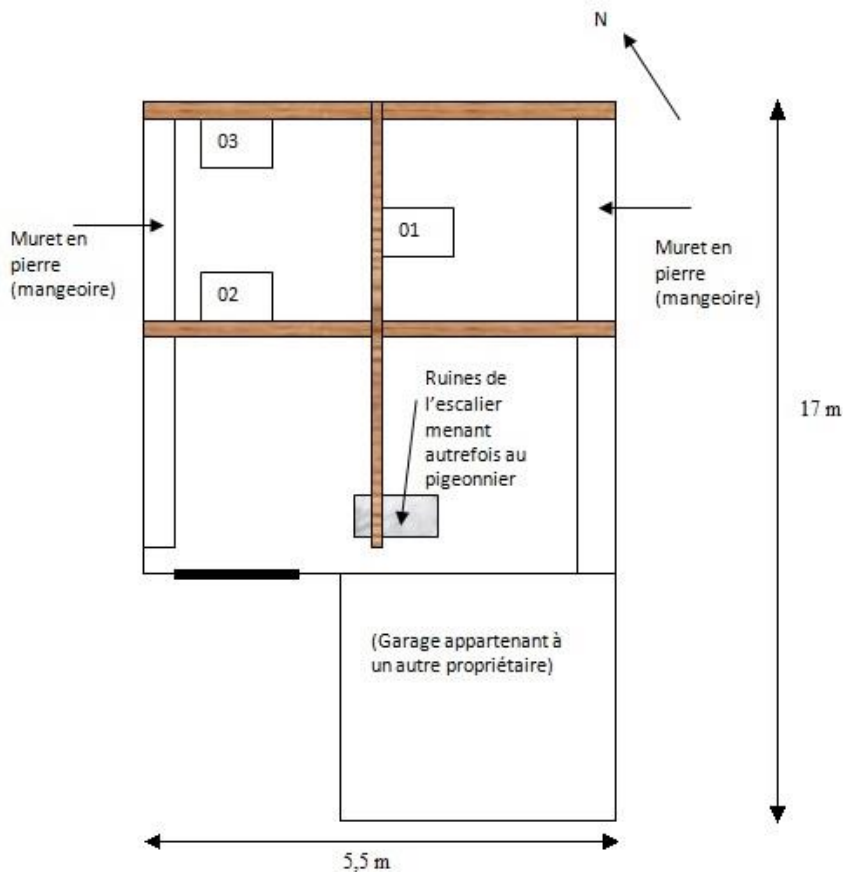 N
03
01
Muret en
pierre
(mangeoire)
Muret en
pierre
(mangeoire)
02
Ruines de
l'escalier
menant
autrefois au
pigeonnier
17 m
(Garage appartenant à
un autre propriétaire)
5,5 m